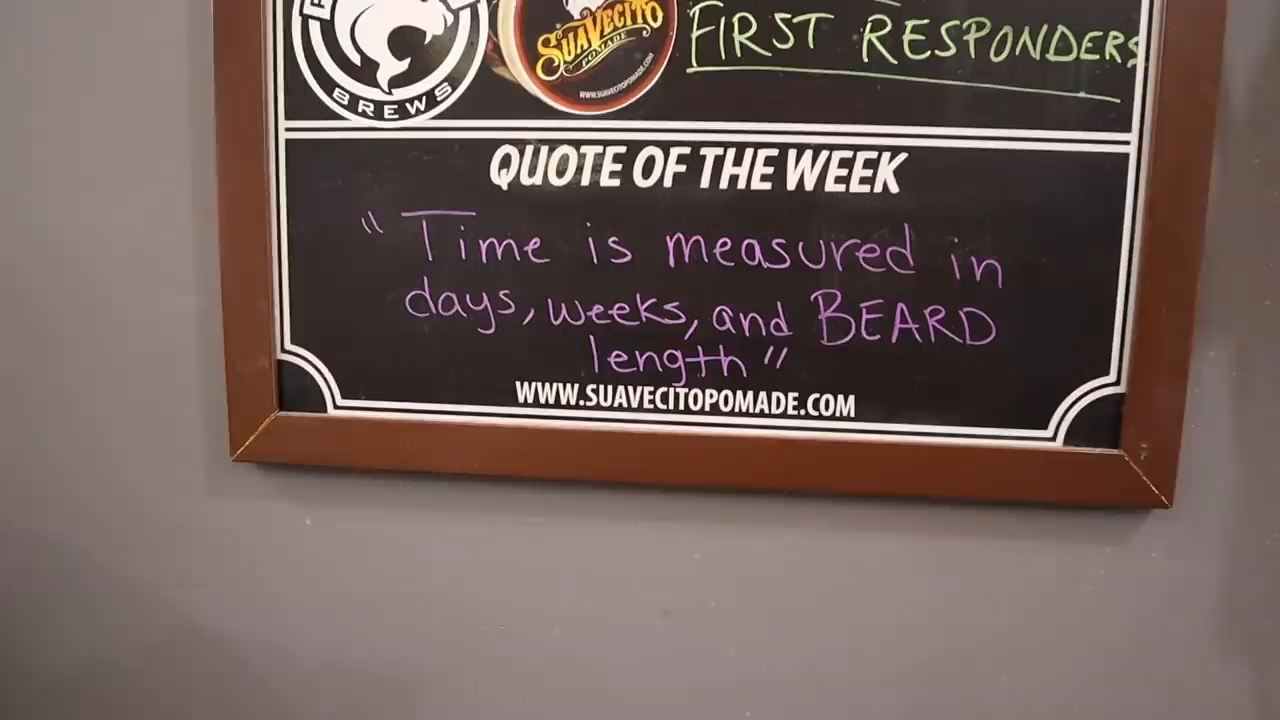 BREWS
SUAVECITO
POMADE
WWW.SUAVECITOPOMADE.COM
FIRST RESPONDERS
QUOTE OF THE WEEK
"Time is measured in
days, weeks, and BEARD
length"
WWW.SUAVECITOPOMADE.COM